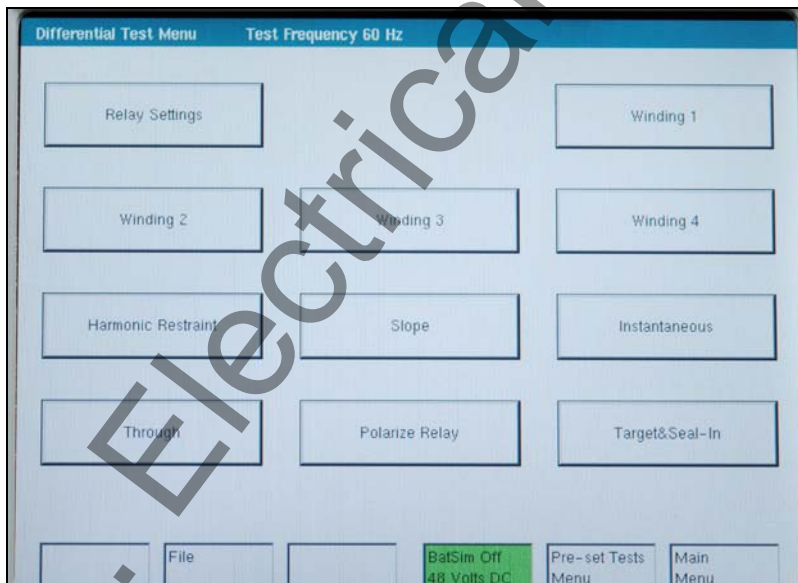 Differential Test Menu Test Frequency 60 Hz
Relay Settings
Winding 1
Winding 2
Winding 3
Winding 4
Harmonic Restraint
Slope
Instantaneous
Through
Polarize Relay
Target&Seal-In
File
BatSim Off
48 Volts DC
Pre-set Tests
Menu
Main
Menu
. Electrical